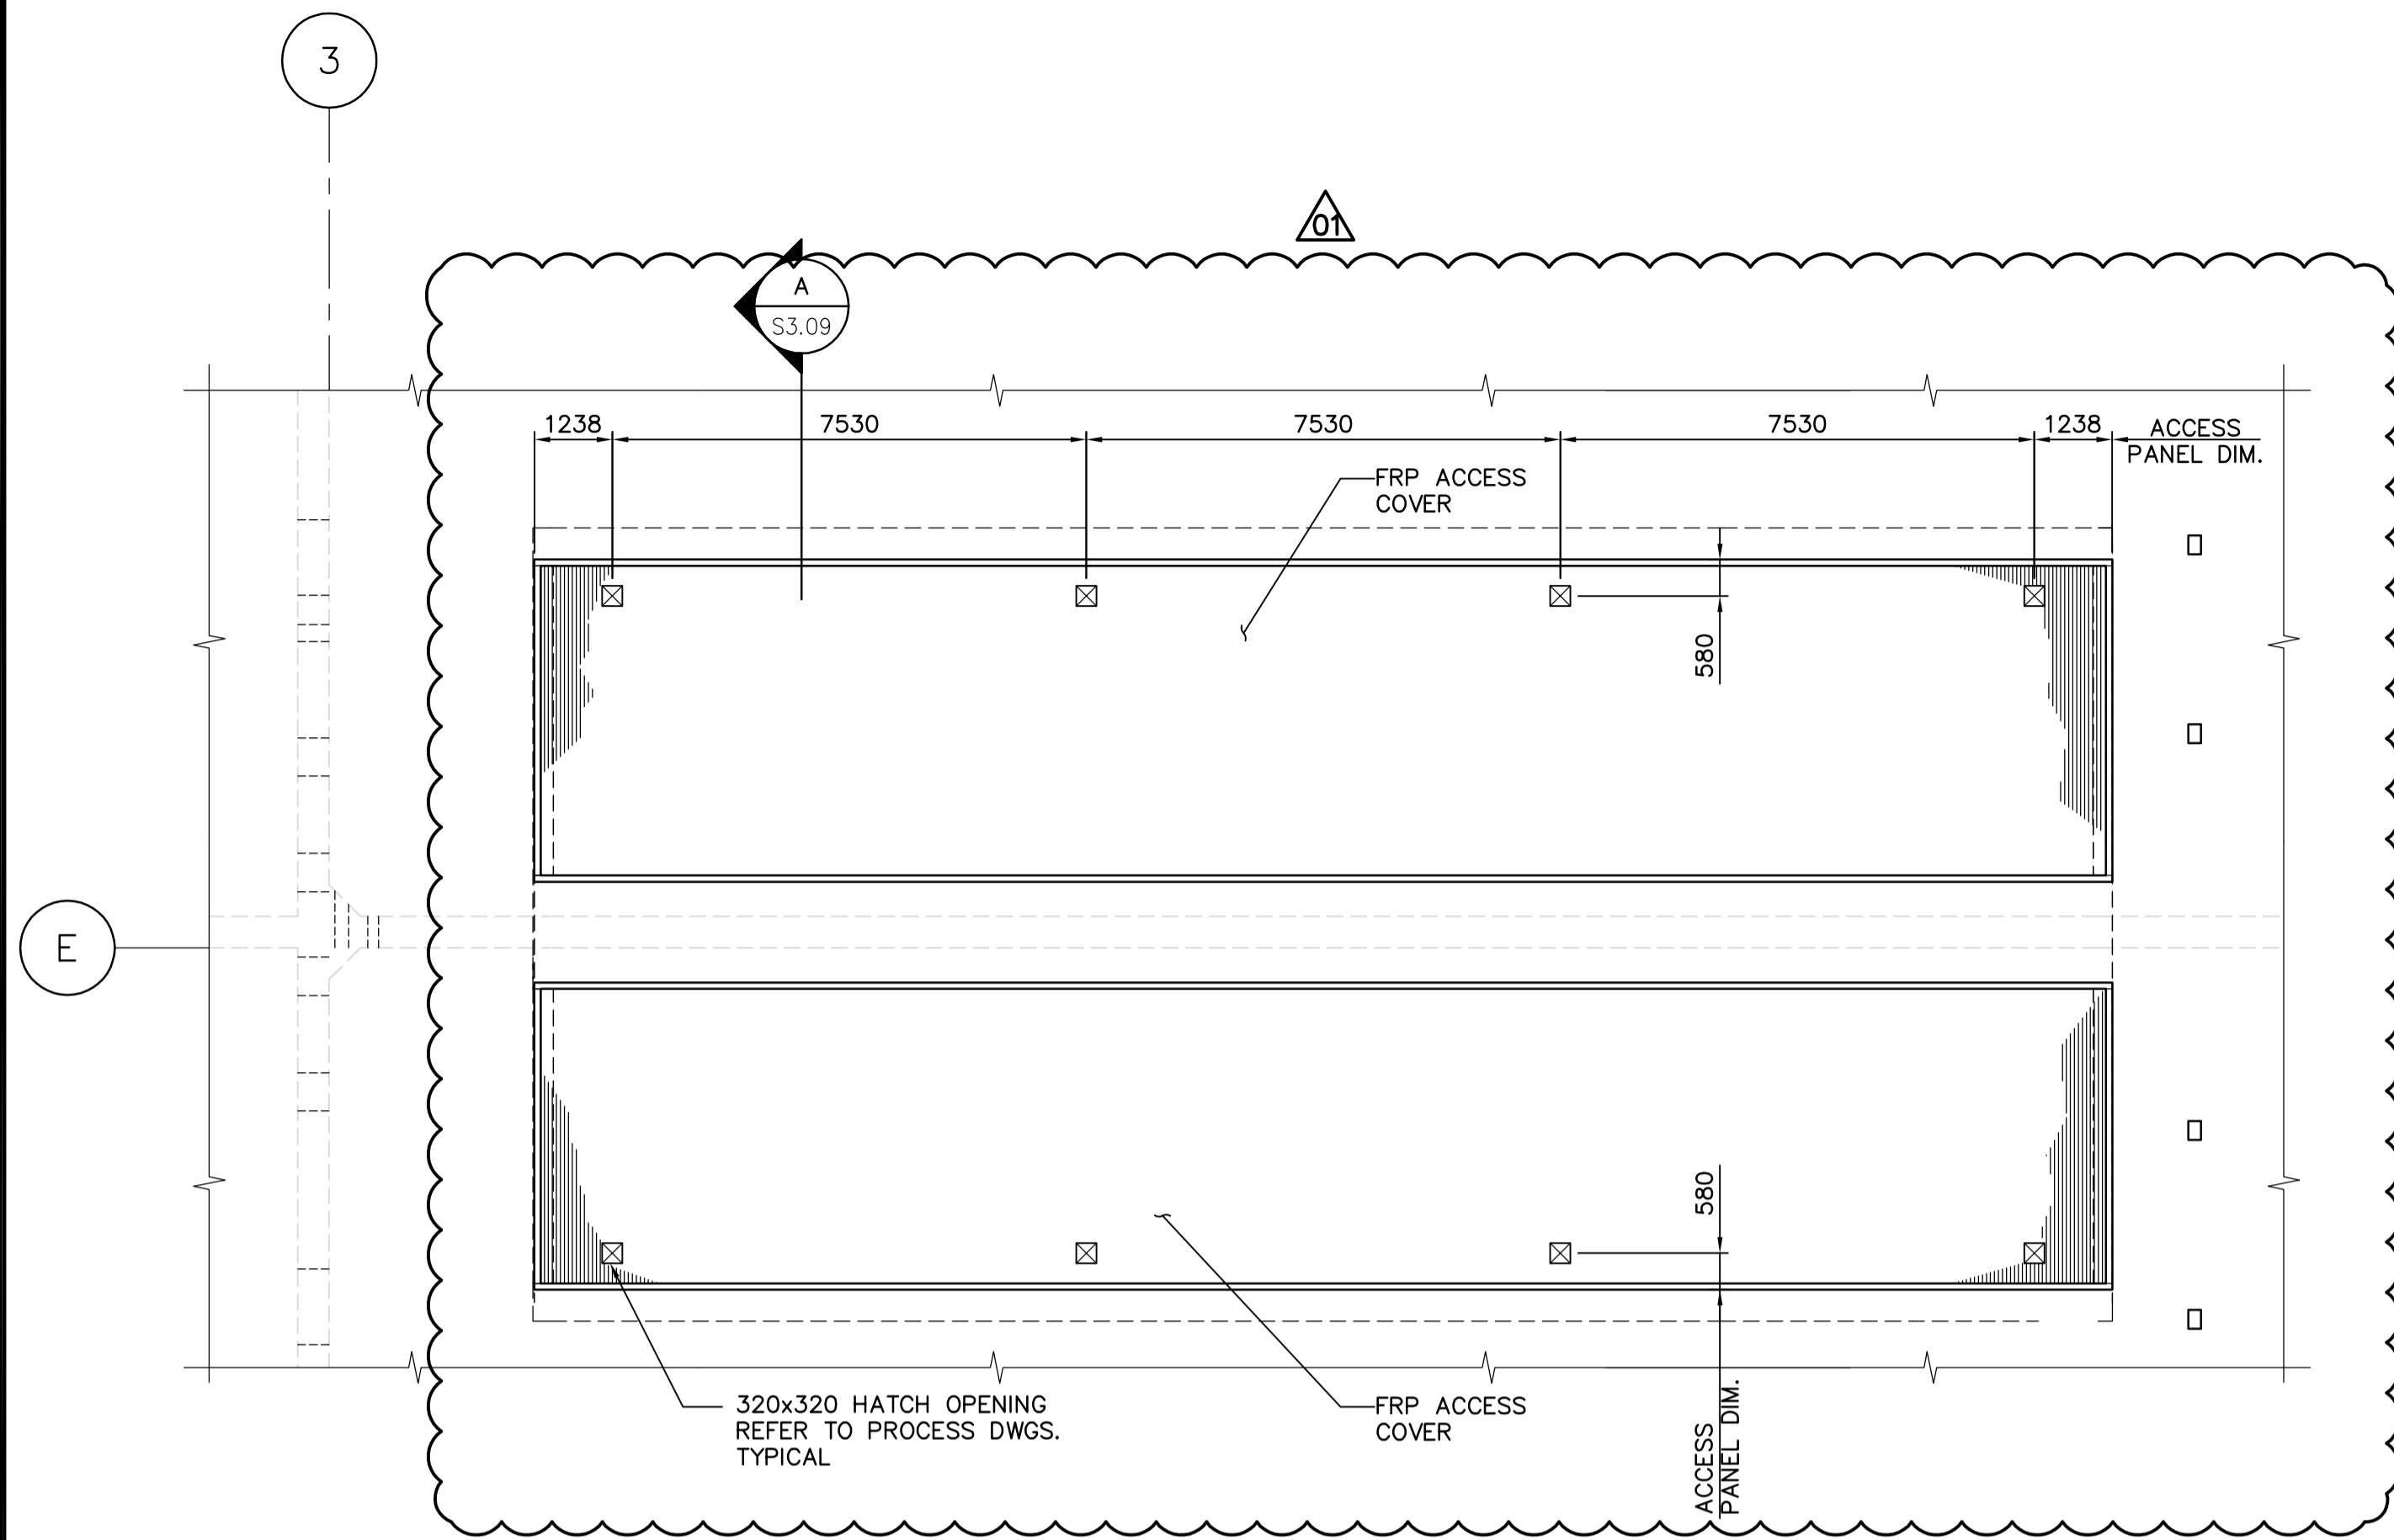 3
01
A
S3.09
1238
7530
7530
7530
1238
ACCESS
PANEL DIM.
FRP ACCESS
COVER
580
E
580
320x320 HATCH OPENING
REFER TO PROCESS DWGS.
TYPICAL
FRP ACCESS
COVER
ACCESS
PANEL DIM.